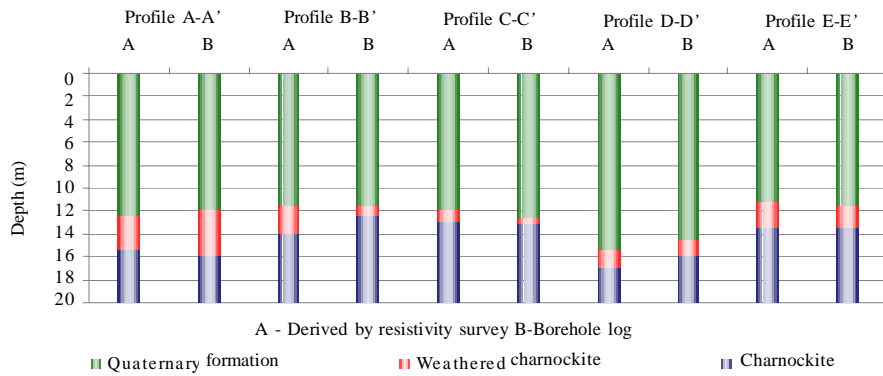 Profile A-A’ Profile B-B’ Profile C-C’ Profile D-D’ Profile E-E’
A B A B A B A B A B
0
2
4
6
8
10
12
14
16
18
20
Depth (m)
A - Derived by resistivity survey B-Borehole log
Quaternary formation Weathered charnockite Charnockite